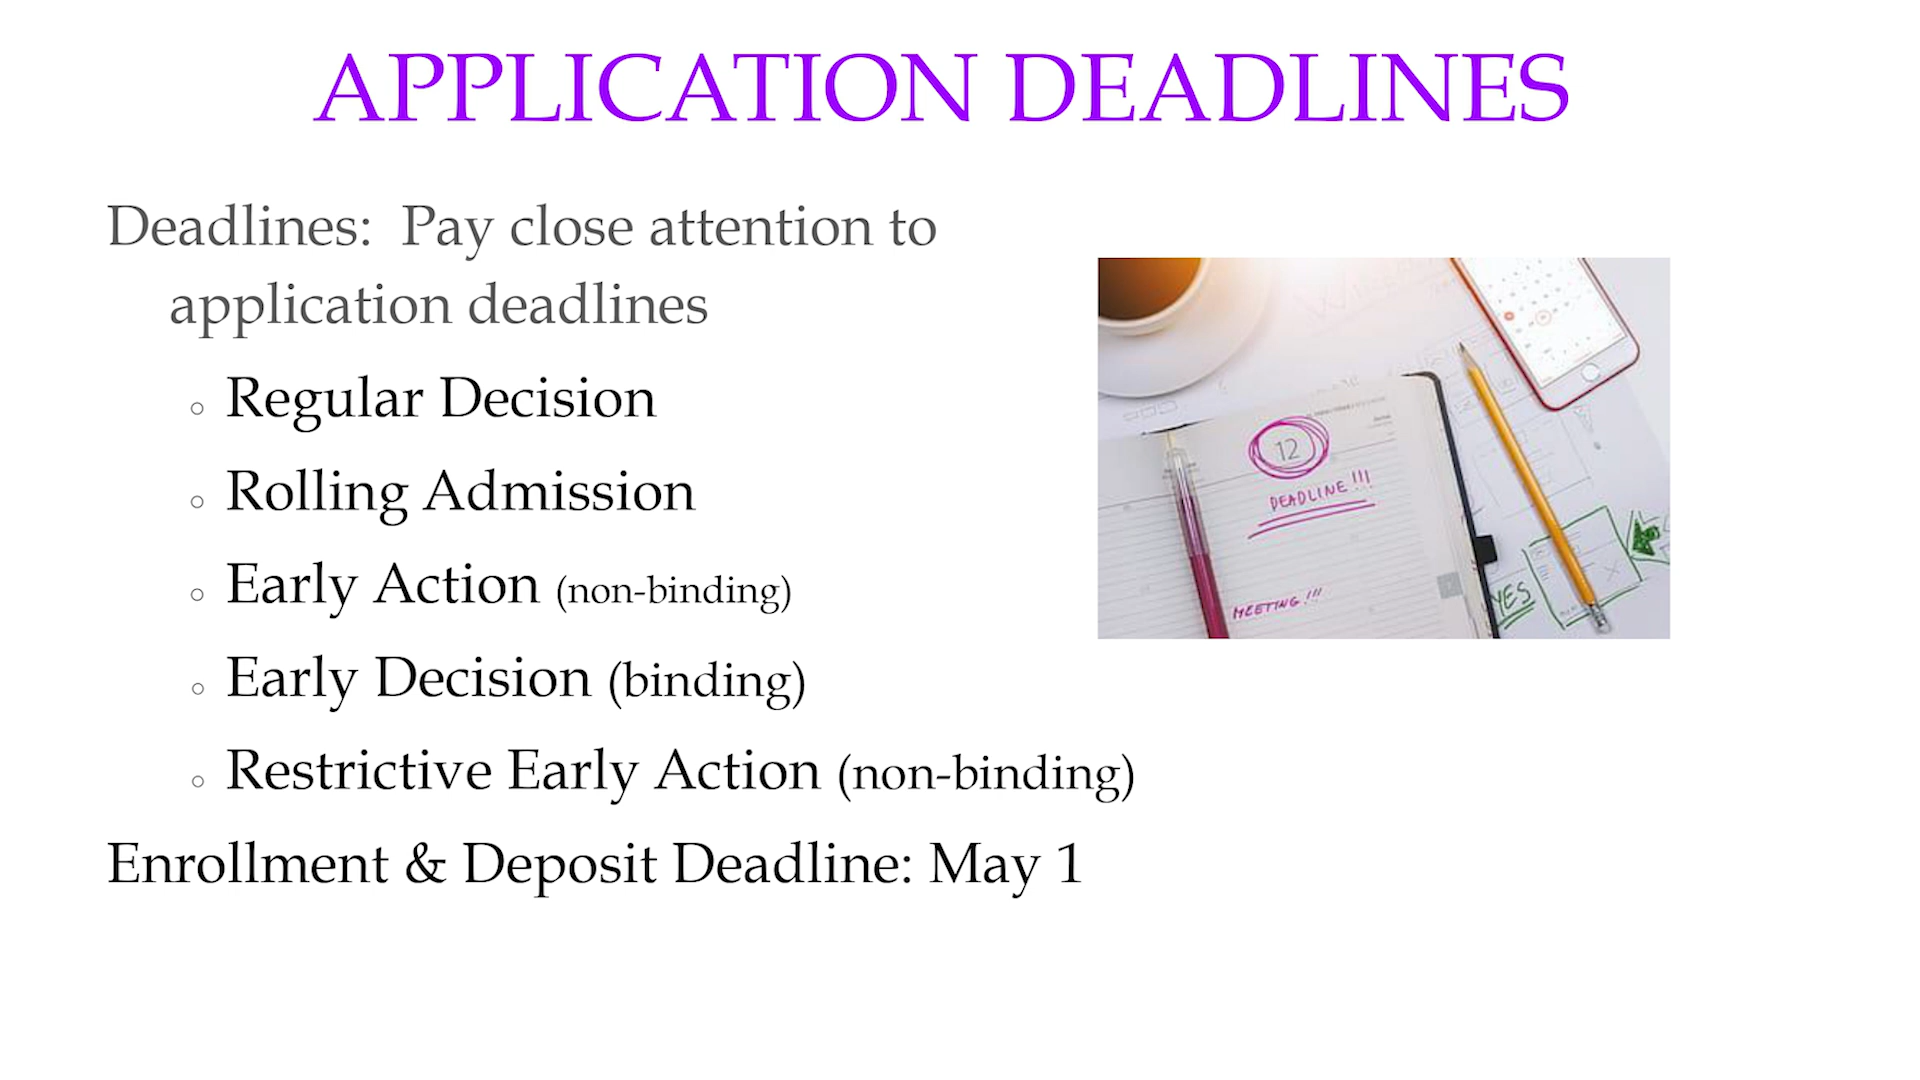 APPLICATION DEADLINES
Deadlines:  Pay close attention to
application deadlines
Regular Decision
Rolling Admission
Early Action (non-binding)
Early Decision (binding)
Restrictive Early Action (non-binding)
Enrollment & Deposit Deadline: May 1
12
DEADLINE !!!
MEETING !!!
YES